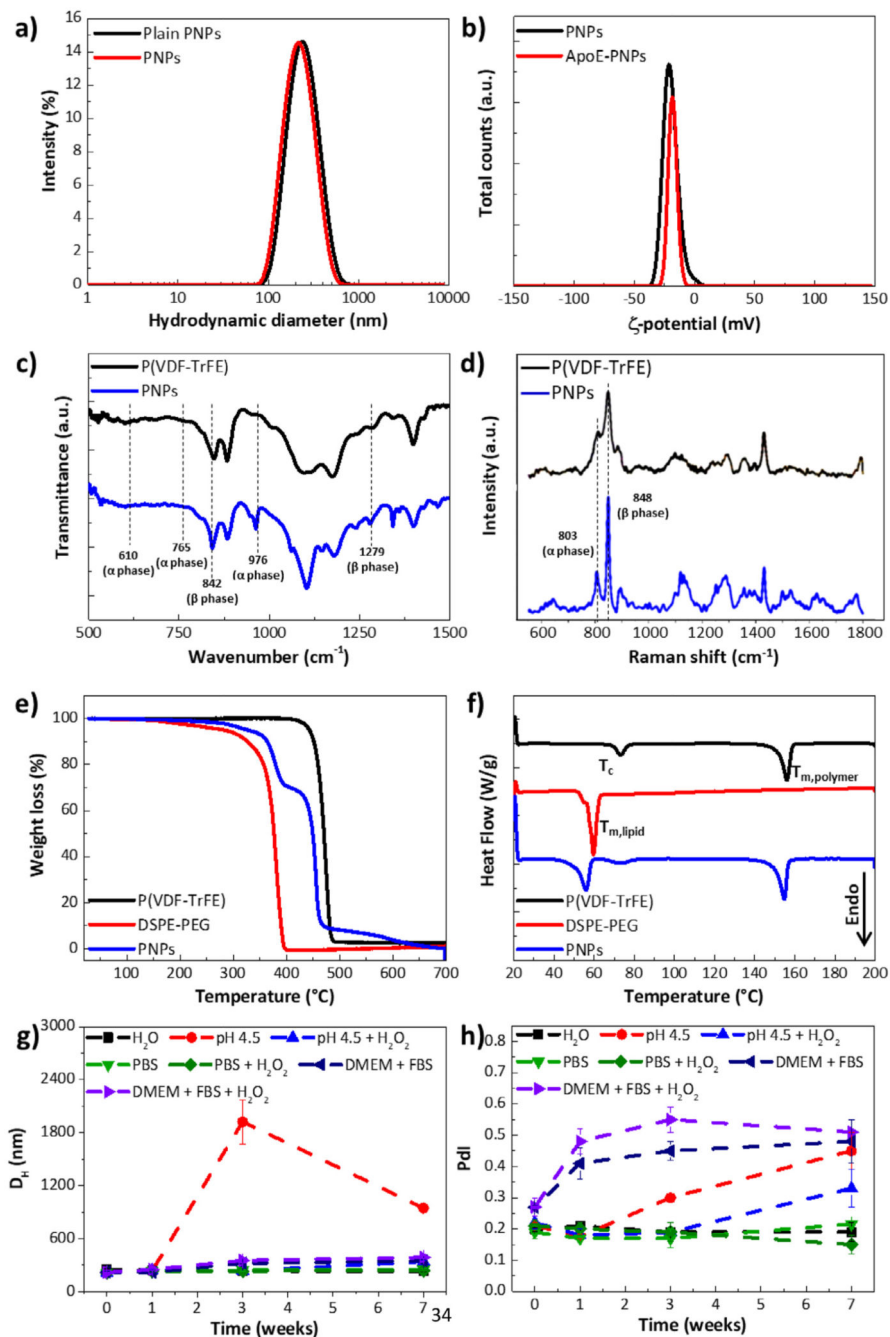 a)
Plain PNPs
PNPs
Intensity (%)
16
14
12
10
8
6
4
2
0
1
10
100
1000
10000
Hydrodynamic diameter (nm)
b)
PNPs
ApoE-PNPs
Total counts (a.u.)
-150
-100
-50
0
50
100
150
ζ-potential (mV)
c)
P(VDF-TrFE)
PNPs
Transmittance (a.u.)
610
(α phase)
765
(α phase)
842
(β phase)
976
(α phase)
1279
(β phase)
500
1000
1500
Wavenumber (cm⁻¹)
d)
P(VDF-TrFE)
PNPs
Intensity (a.u.)
803
(α phase)
848
(β phase)
600
800
1000
1200
1400
1600
1800
Raman shift (cm⁻¹)
e)
Weight loss (%)
100
80
60
40
20
0
P(VDF-TrFE)
DSPE-PEG
PNPs
100
200
300
400
500
600
700
Temperature (°C)
f)
Heat Flow (W/g)
Tc
Tm,polymer
Tm,lipid
P(VDF-TrFE)
DSPE-PEG
PNPs
Endo
20
40
60
80
100
120
140
160
180
200
Temperature (°C)
g)
H₂O
pH 4.5
pH 4.5 + H₂O₂
PBS
PBS + H₂O₂
DMEM + FBS
DMEM + FBS + H₂O₂
D_H (nm)
3000
2400
1800
1200
600
0
0
1
2
3
4
5
6
7
Time (weeks)
34
h)
H₂O
pH 4.5
pH 4.5 + H₂O₂
PBS
PBS + H₂O₂
DMEM + FBS
DMEM + FBS + H₂O₂
PdI
0.8
0.7
0.6
0.5
0.4
0.3
0.2
0.1
0.0
0
1
2
3
4
5
6
7
Time (weeks)